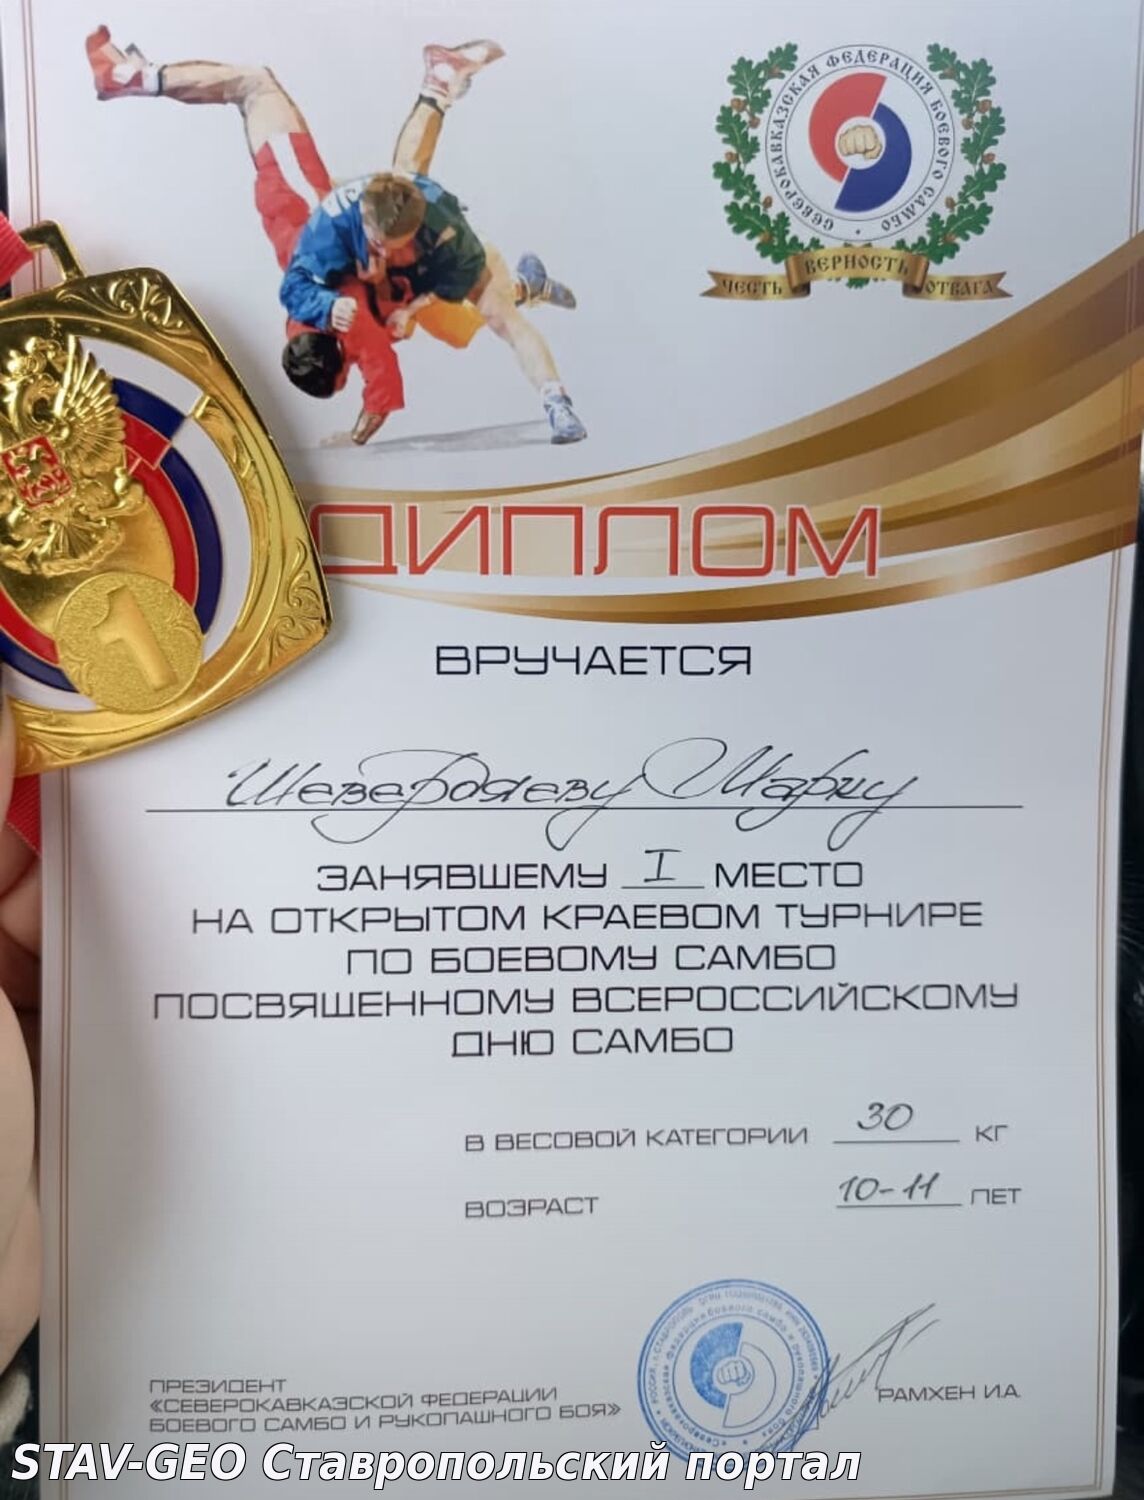 СЕВЕРОКАВКАЗСКАЯ ФЕДЕРАЦИЯ БОЕВОГО САМБО
ЧЕСТЬ ВЕРНОСТЬ ОТВАГА
1
ДИПЛОМ
ВРУЧАЕТСЯ
Шевердяеву Марку
ЗАНЯВШЕМУ I МЕСТО
НА ОТКРЫТОМ КРАЕВОМ ТУРНИРЕ
ПО БОЕВОМУ САМБО
ПОСВЯЩЕННОМУ ВСЕРОССИЙСКОМУ
ДНЮ САМБО
В ВЕСОВОЙ КАТЕГОРИИ 30 КГ
ВОЗРАСТ 10-11 ЛЕТ
ПРЕЗИДЕНТ
«СЕВЕРОКАВКАЗСКОЙ ФЕДЕРАЦИИ
БОЕВОГО САМБО И РУКОПАШНОГО БОЯ»
РАМХЕН И.А.
STAV-GEO Ставропольский портал